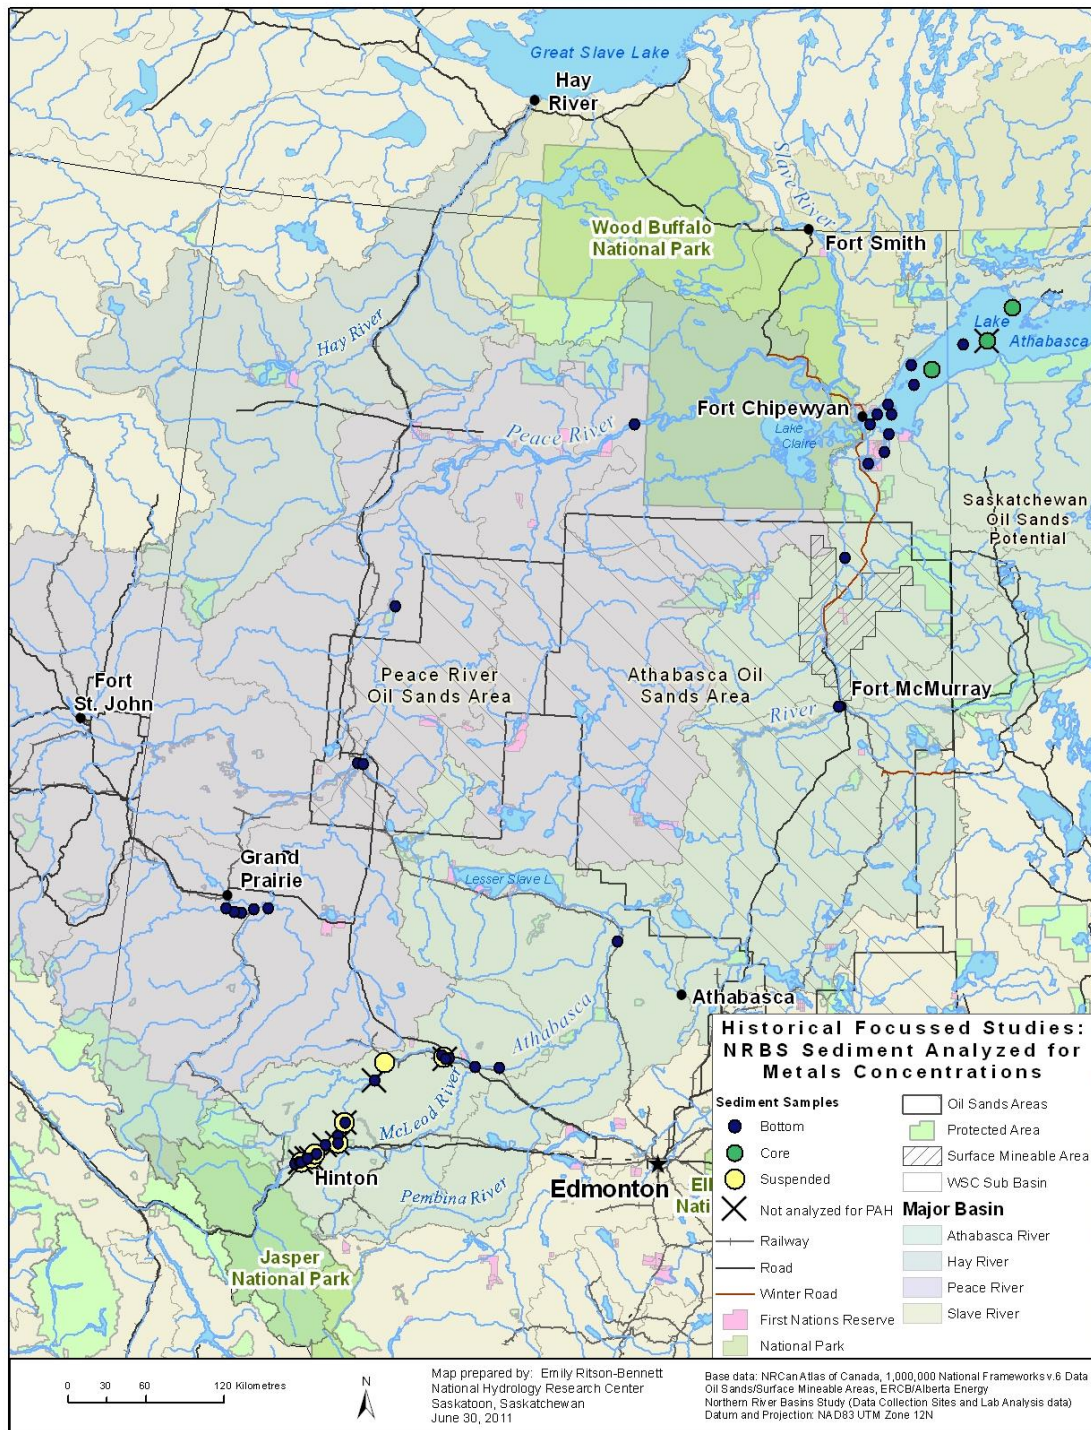 Great Slave Lake
Hay
River
Slave River
Wood Buffalo
National Park
Fort Smith
Hay River
Lake
Athabasca
Fort Chipewyan
Lake
Claire
Peace River
Saskatchewan
Oil Sands
Potential
Peace River
Oil Sands Area
Athabasca Oil
Sands Area
Fort
St. John
Fort McMurray
River
Grand
Prairie
Lesser Slave L.
Athabasca
Athabasca
McLeod River
Hinton
Pembina River
Edmonton
Ell
Nati
Jasper
National Park
Historical Focussed Studies:
NRBS Sediment Analyzed for
Metals Concentrations
Sediment Samples
Bottom
Core
Suspended
Not analyzed for PAH
Railway
Road
Winter Road
First Nations Reserve
National Park
Oil Sands Areas
Protected Area
Surface Mineable Area
WSC Sub Basin
Major Basin
Athabasca River
Hay River
Peace River
Slave River
0 30 60 120 Kilometres
N
Map prepared by: Emily Ritson-Bennett
National Hydrology Research Center
Saskatoon, Saskatchewan
June 30, 2011
Base data: NRCan Atlas of Canada, 1,000,000 National Frameworks v.6 Data
Oil Sands/Surface Mineable Areas, ERCB/Alberta Energy
Northern River Basins Study (Data Collection Sites and Lab Analysis data)
Datum and Projection: NAD83 UTM Zone 12N